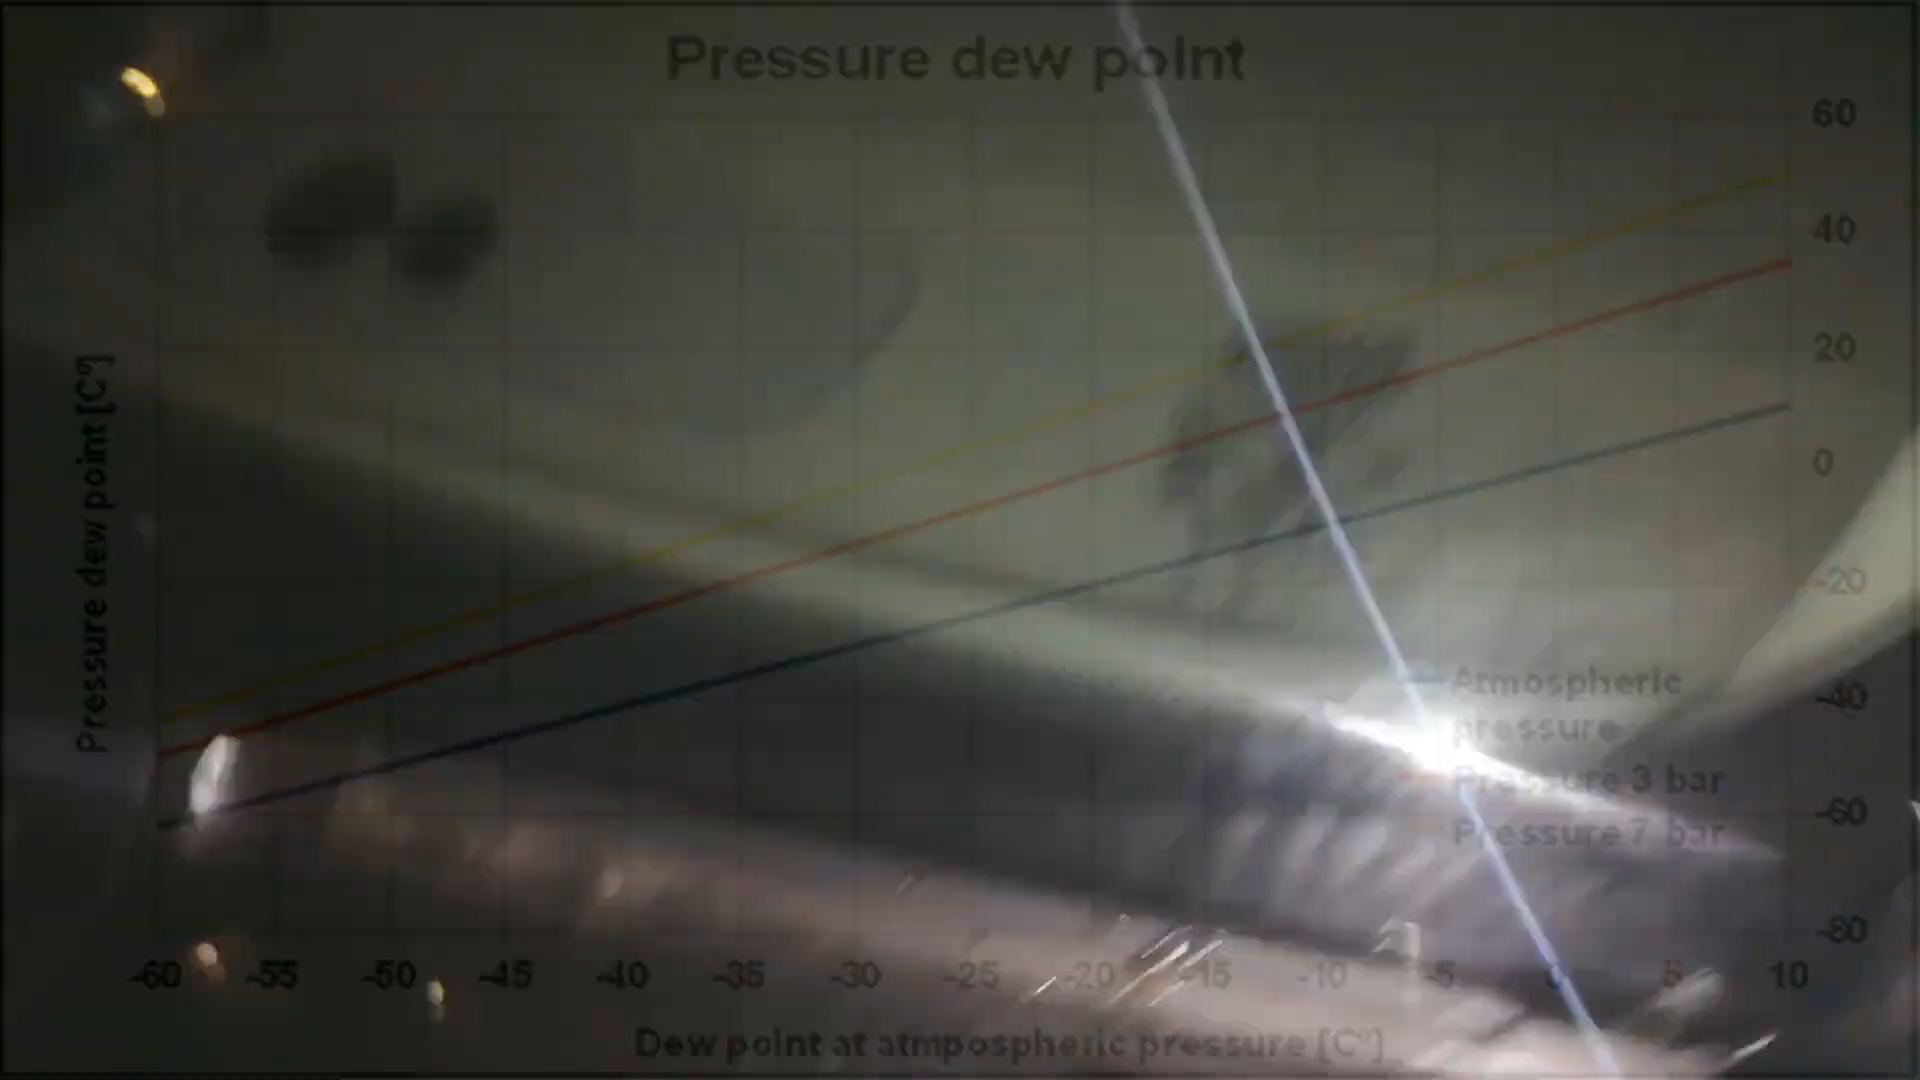 Pressure dew point
60
40
20
0
-20
-40
-60
-80
Pressure dew point [C°]
Atmospheric
pressure
Pressure 3 bar
Pressure 7 bar
-60 -55 -50 -45 -40 -35 -30 -25 -20 -15 -10 -5 0 5 10
Dew point at atmpospheric pressure [C°]